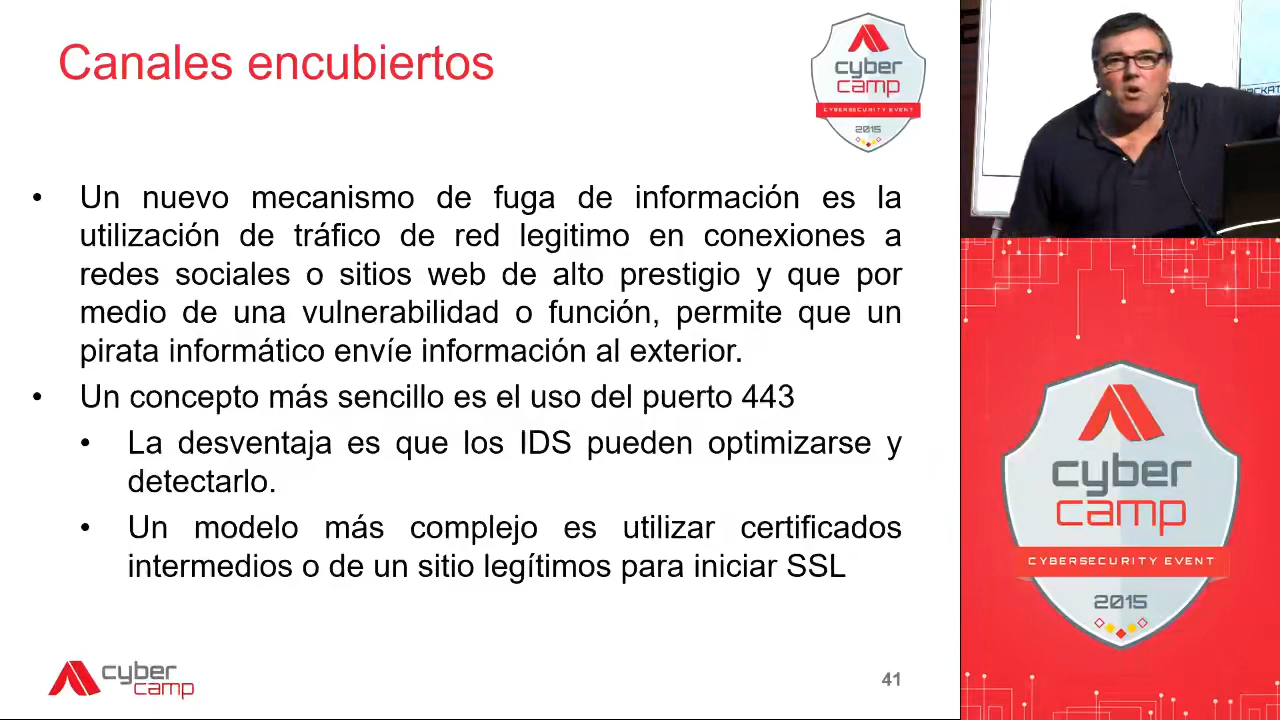 Canales encubiertos
cyber
camp
CYBERSECURITY EVENT
2015
• Un nuevo mecanismo de fuga de información es la
utilización de tráfico de red legitimo en conexiones a
redes sociales o sitios web de alto prestigio y que por
medio de una vulnerabilidad o función, permite que un
pirata informático envíe información al exterior.
• Un concepto más sencillo es el uso del puerto 443
• La desventaja es que los IDS pueden optimizarse y
detectarlo.
• Un modelo más complejo es utilizar certificados
intermedios o de un sitio legítimos para iniciar SSL
cyber
camp
41
cyber
camp
CYBERSECURITY EVENT
2015